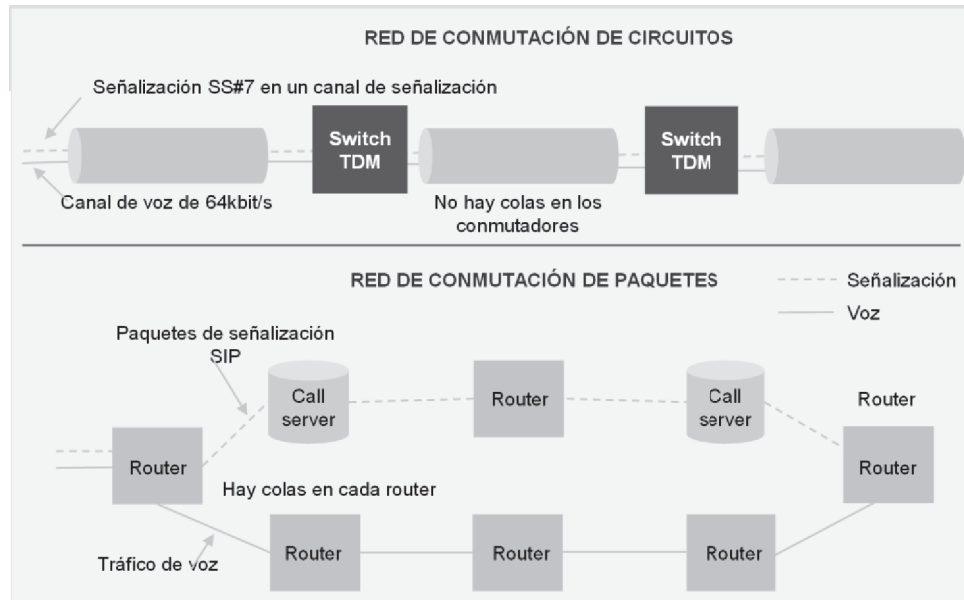 RED DE CONMUTACIÓN DE CIRCUITOS
Señalización SS#7 en un canal de señalización
Switch
TDM
Switch
TDM
Canal de voz de 64kbit/s
No hay colas en los
conmutadores
RED DE CONMUTACIÓN DE PAQUETES
Señalización
Voz
Paquetes de señalización
SIP
Call
server
Router
Call
server
Router
Router
Router
Hay colas en cada router
Router
Router
Router
Tráfico de voz